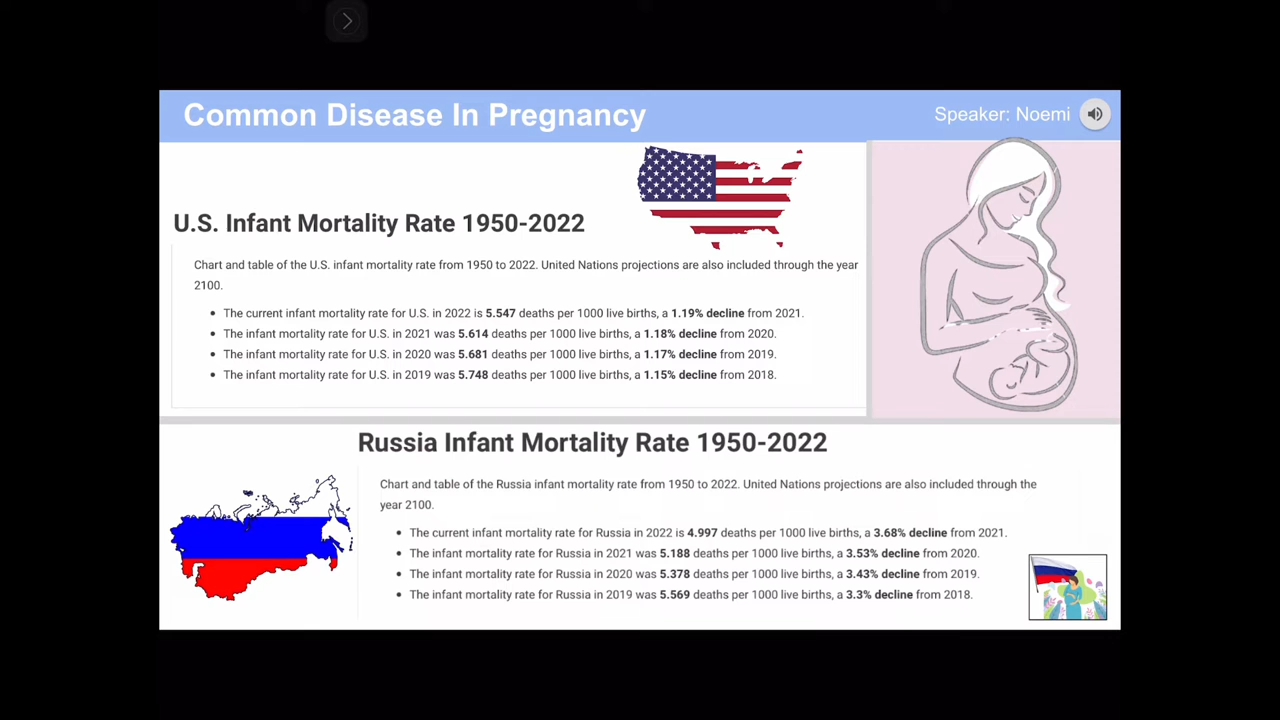 Common Disease In Pregnancy
Speaker: Noemi
U.S. Infant Mortality Rate 1950-2022
Chart and table of the U.S. infant mortality rate from 1950 to 2022. United Nations projections are also included through the year
2100.
• The current infant mortality rate for U.S. in 2022 is 5.547 deaths per 1000 live births, a 1.19% decline from 2021.
• The infant mortality rate for U.S. in 2021 was 5.614 deaths per 1000 live births, a 1.18% decline from 2020.
• The infant mortality rate for U.S. in 2020 was 5.681 deaths per 1000 live births, a 1.17% decline from 2019.
• The infant mortality rate for U.S. in 2019 was 5.748 deaths per 1000 live births, a 1.15% decline from 2018.
Russia Infant Mortality Rate 1950-2022
Chart and table of the Russia infant mortality rate from 1950 to 2022. United Nations projections are also included through the
year 2100.
• The current infant mortality rate for Russia in 2022 is 4.997 deaths per 1000 live births, a 3.68% decline from 2021.
• The infant mortality rate for Russia in 2021 was 5.188 deaths per 1000 live births, a 3.53% decline from 2020.
• The infant mortality rate for Russia in 2020 was 5.378 deaths per 1000 live births, a 3.43% decline from 2019.
• The infant mortality rate for Russia in 2019 was 5.569 deaths per 1000 live births, a 3.3% decline from 2018.